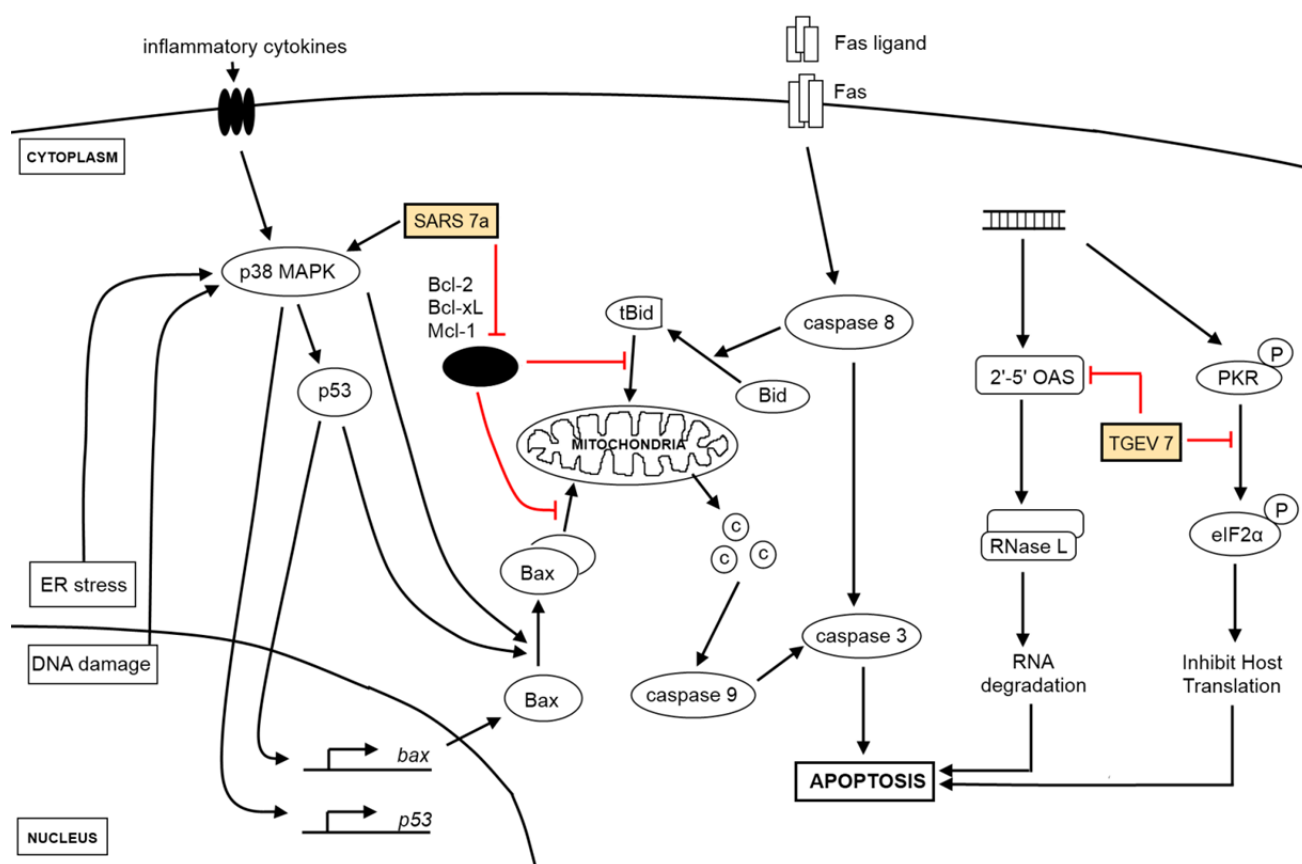 inflammatory cytokines
Fas ligand
Fas
CYTOPLASM
SARS 7a
p38 MAPK
Bcl-2
Bcl-xL
Mcl-1
tBid
caspase 8
p53
Bid
2'-5' OAS
PKR
P
TGEV 7
MITOCHONDRIA
c
c
c
RNase L
eIF2α
P
Bax
ER stress
DNA damage
caspase 3
RNA
degradation
Inhibit Host
Translation
Bax
caspase 9
bax
APOPTOSIS
p53
NUCLEUS